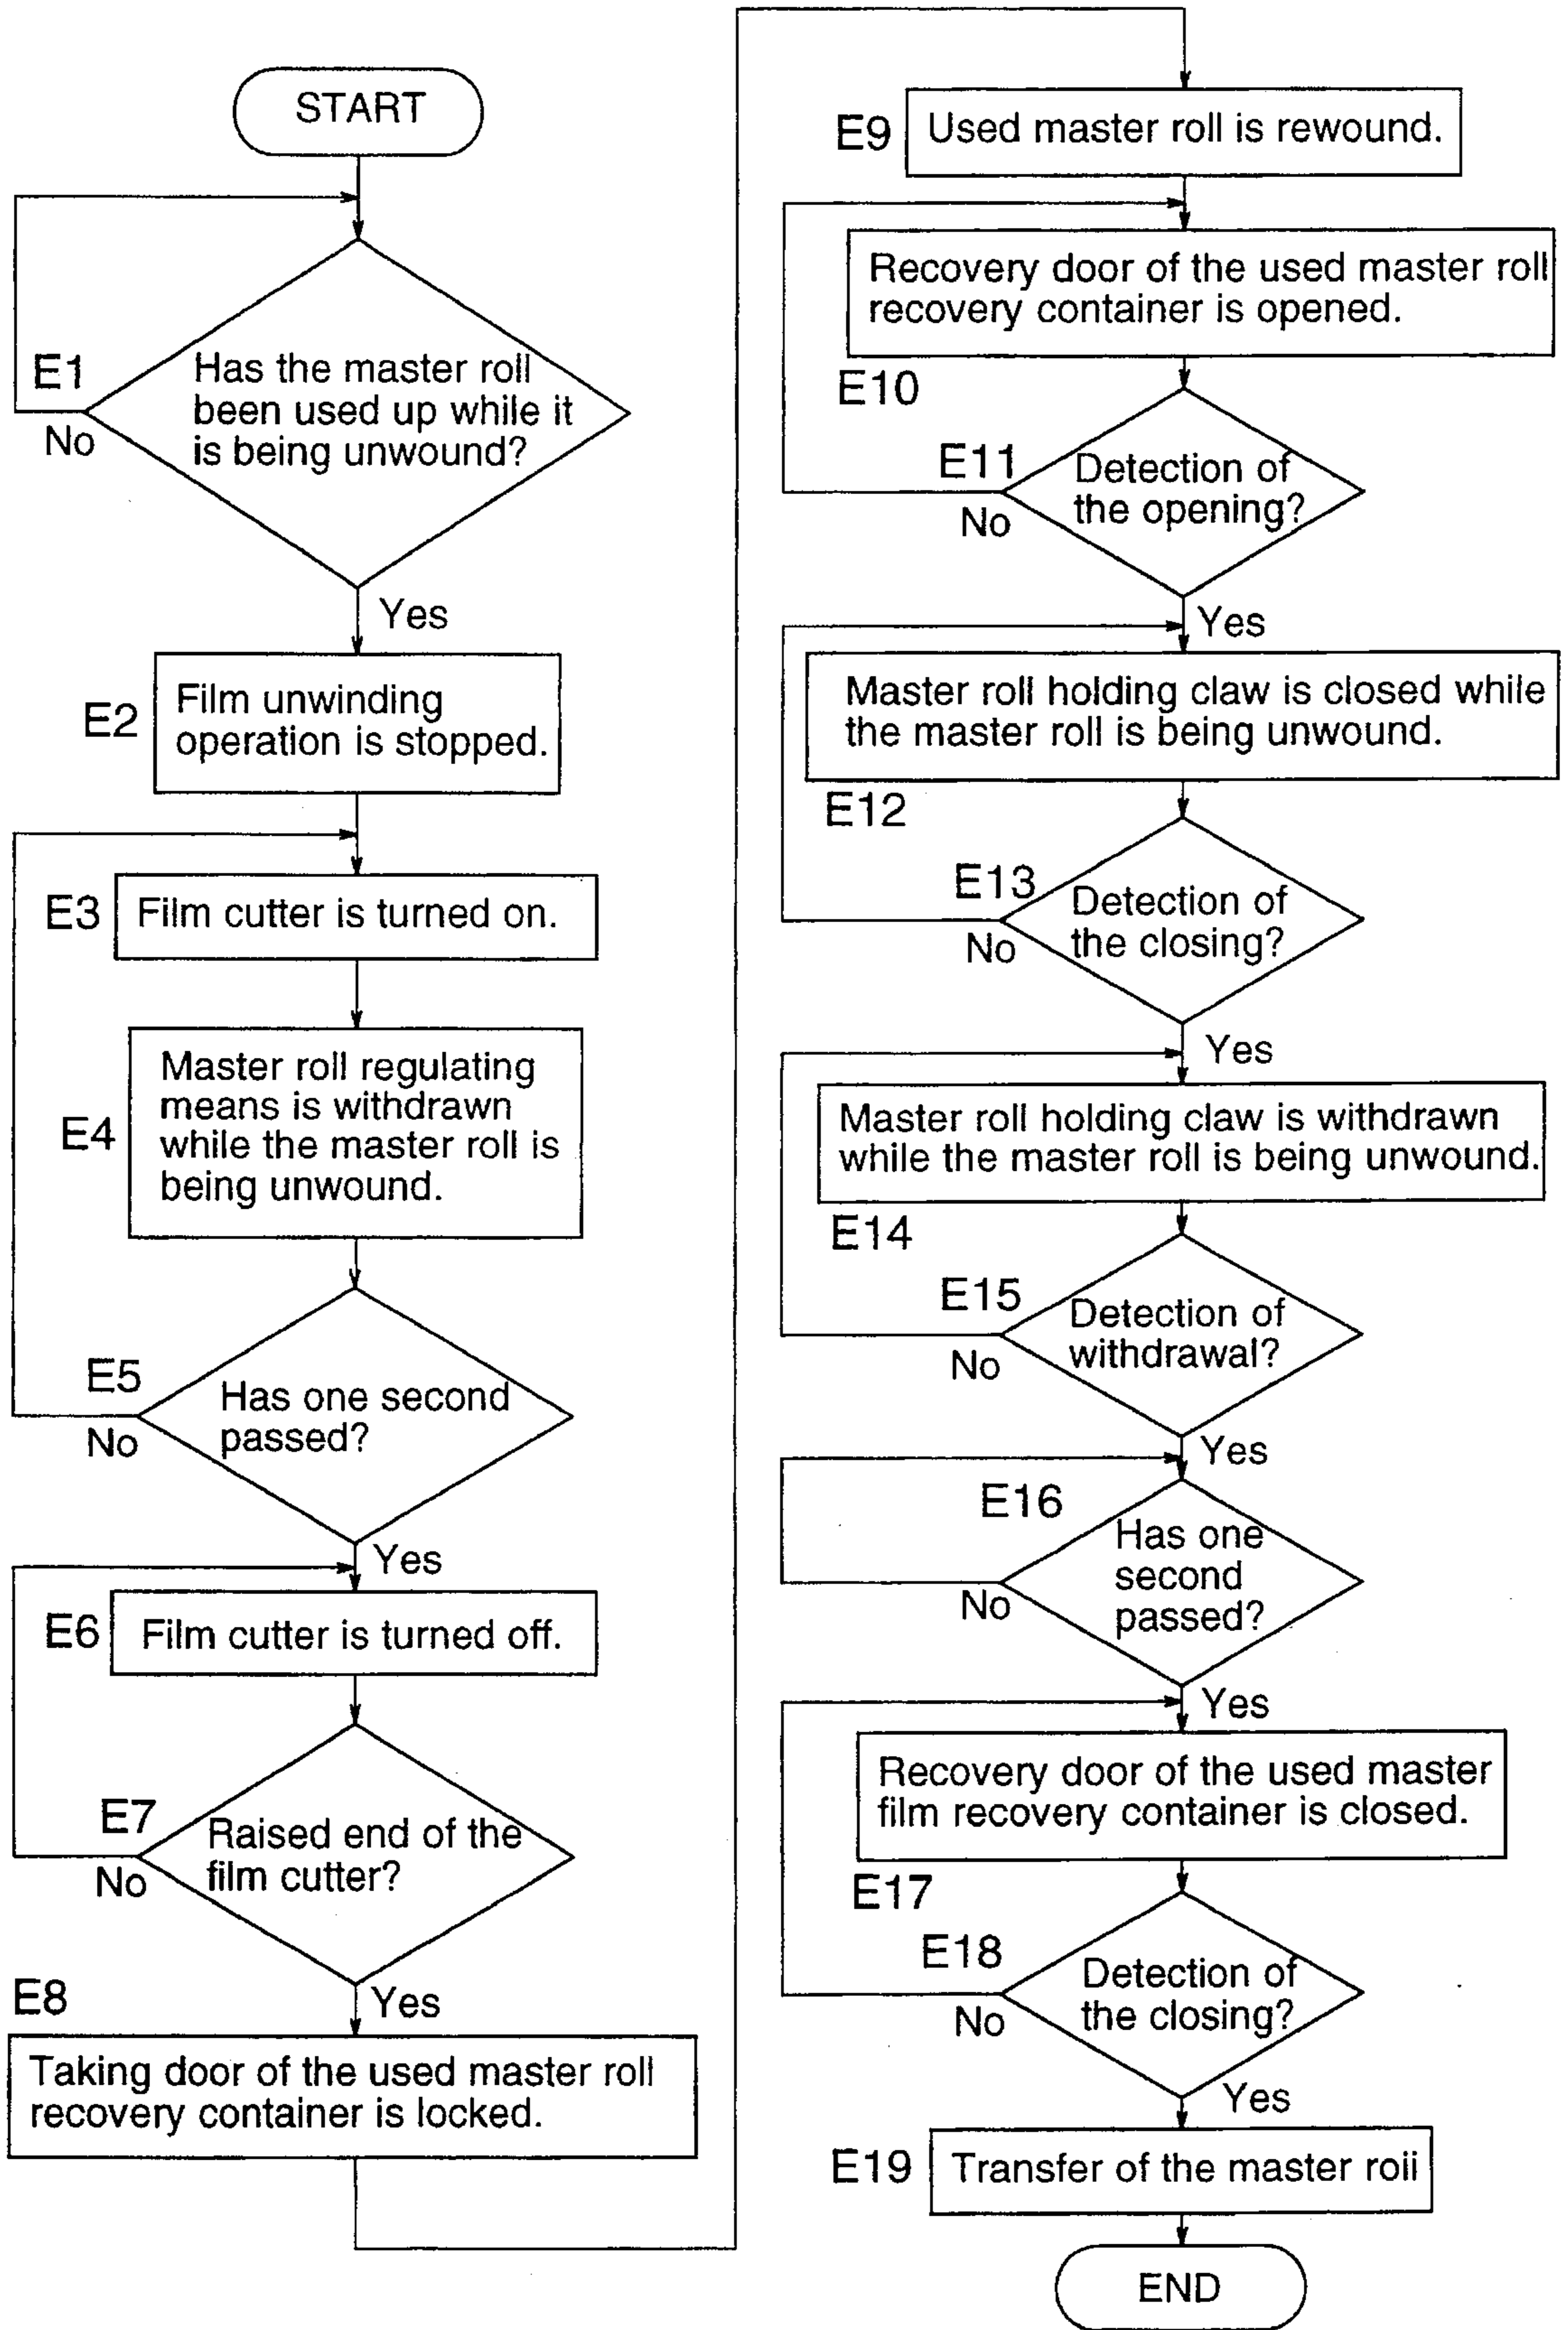 START
E1
Has the master roll
been used up while it
is being unwound?
No
Yes
E2
Film unwinding
operation is stopped.
E3
Film cutter is turned on.
E4
Master roll regulating
means is withdrawn
while the master roll is
being unwound.
E5
Has one second
passed?
No
Yes
E6
Film cutter is turned off.
E7
Raised end of the
film cutter?
No
Yes
E8
Taking door of the used master roll
recovery container is locked.
E9
Used master roll is rewound.
Recovery door of the used master roll
recovery container is opened.
E10
E11
Detection of
the opening?
No
Yes
Master roll holding claw is closed while
the master roll is being unwound.
E12
E13
Detection of
the closing?
No
Yes
Master roll holding claw is withdrawn
while the master roll is being unwound.
E14
E15
Detection of
withdrawal?
No
Yes
E16
Has one
second
passed?
No
Yes
Recovery door of the used master
film recovery container is closed.
E17
E18
Detection of
the closing?
No
Yes
E19
Transfer of the master roii
END